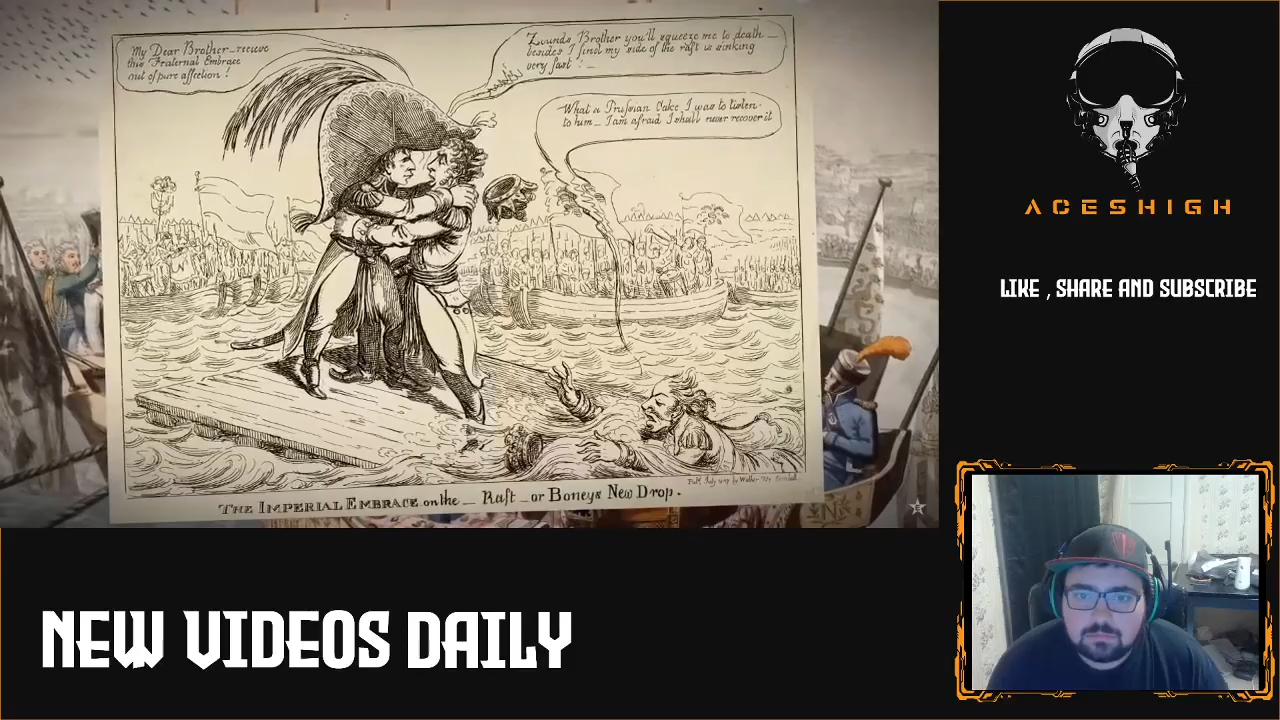 My Dear Brother - recieve
this Fraternal Embrace
out of pure affection!
Zounds Brother you'll squeeze me to death -
besides I find my side of the raft is sinking
very fast! -
What a Prussian Cake I was to listen
to him - I am afraid I shall never recover it
THE IMPERIAL EMBRACE on the _ Raft _ or Boneys New Drop.
N
ACESHIGH
LIKE , SHARE AND SUBSCRIBE
NEW VIDEOS DAILY